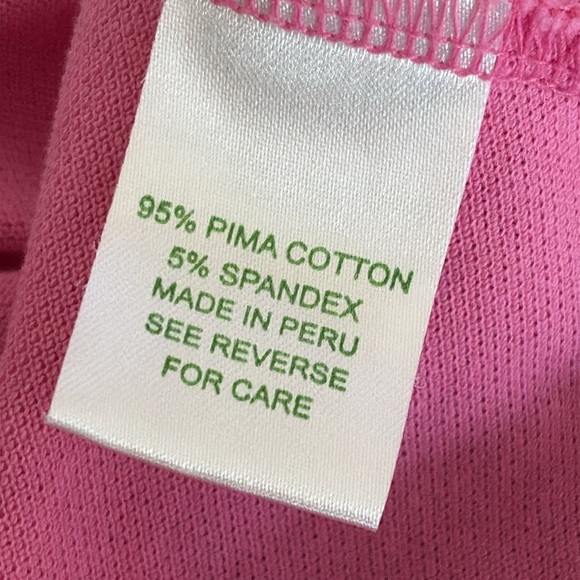 95% PIMA COTTON
5% SPANDEX
MADE IN PERU
SEE REVERSE
FOR CARE